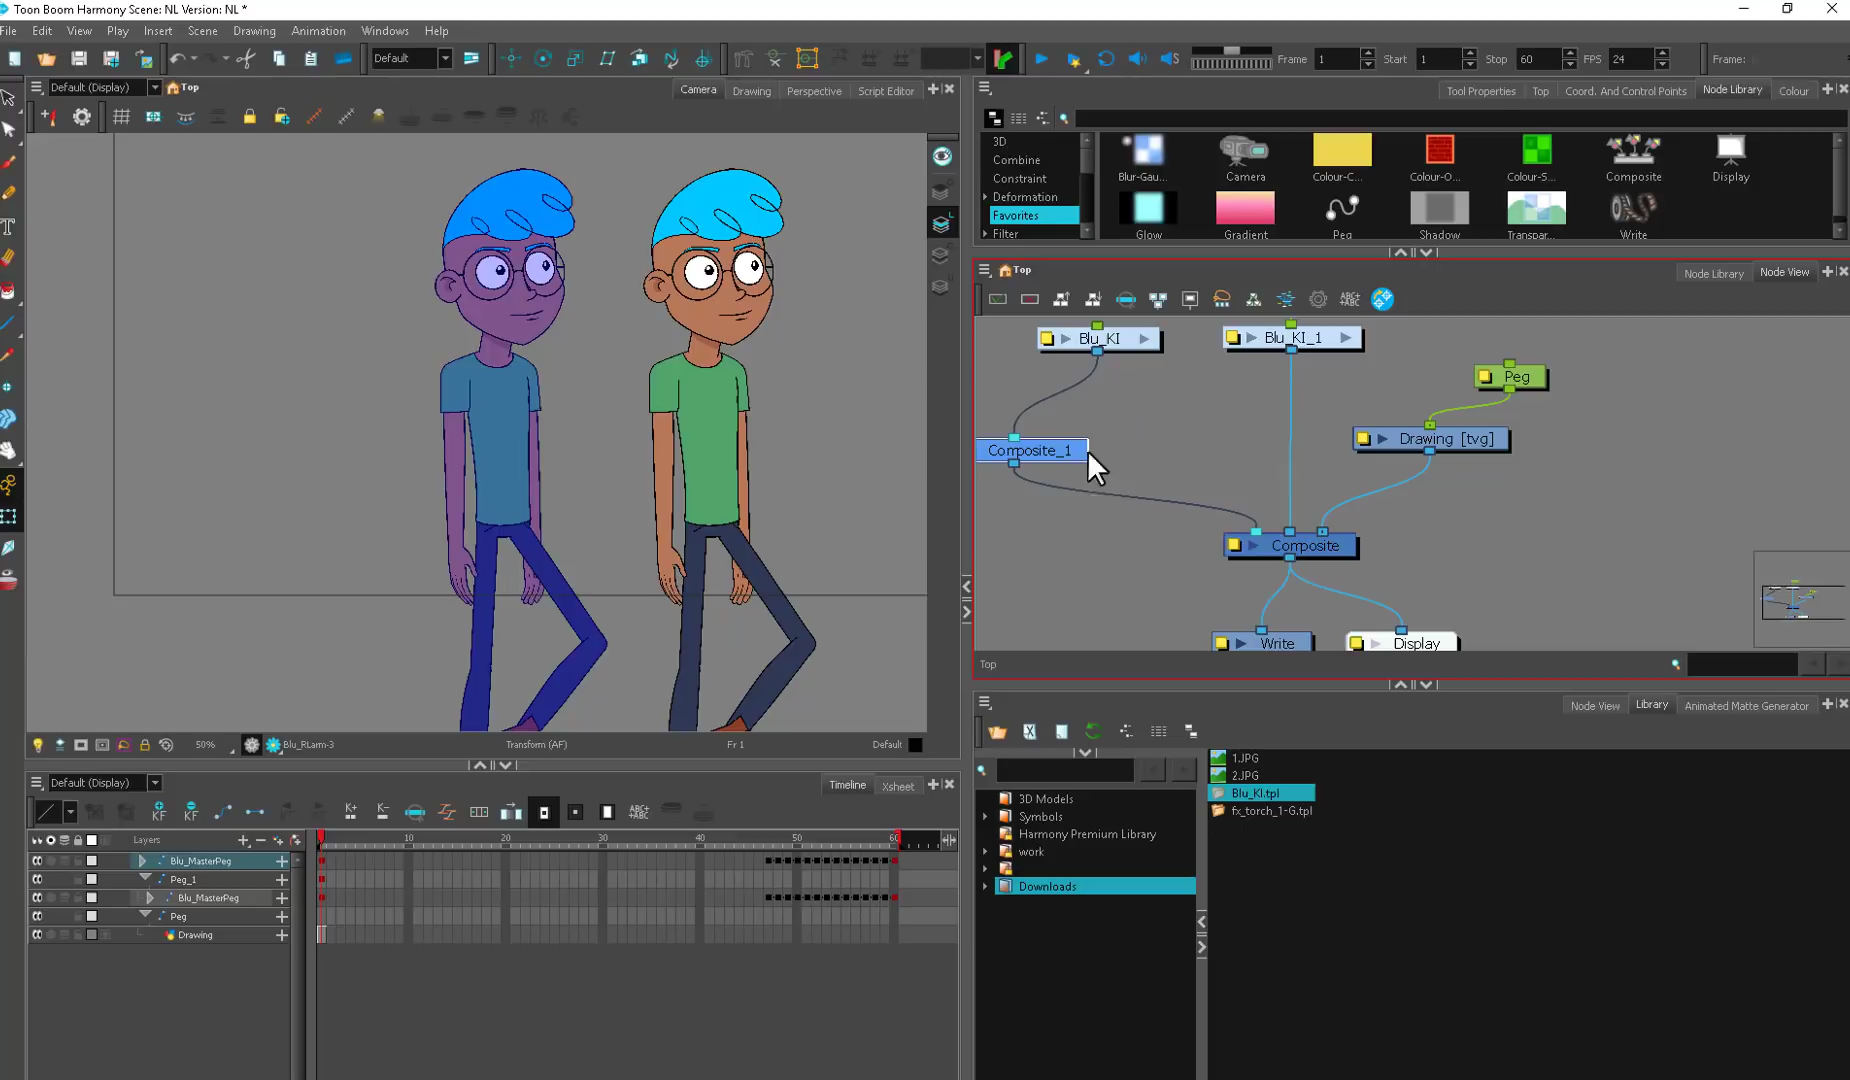 Toon Boom Harmony Scene: NL Version: NL *
File Edit View Play Insert Scene Drawing Animation Windows Help
Default
Frame 1 Start 1 Stop 60 FPS 24 Frame:
Default (Display) Top
Camera Drawing Perspective Script Editor
Tool Properties Top Coord. And Control Points Node Library Colour
3D
Combine
Constraint
Deformation
Favorites
Filter
Blur-Gau... Camera Colour-C... Colour-O... Colour-S... Composite Display
Glow Gradient Peg Shadow Transpar... Write
Top
Node Library Node View
ABC+
+ABC
Blu_KI
Blu_KI_1
Peg
Drawing [tvg]
Composite_1
Composite
Write
Display
Top
50%
Blu_RLarm-3
Transform (AF)
Fr 1
Default
Default (Display)
Timeline Xsheet
K+ K-
KF KF
ABC+
+ABC
Layers
10 20 30 40 50 60
Blu_MasterPeg
Peg_1
Blu_MasterPeg
Peg
Drawing
Node View Library Animated Matte Generator
3D Models
Symbols
Harmony Premium Library
work
Downloads
1.JPG
2.JPG
Blu_KI.tpl
fx_torch_1-G.tpl